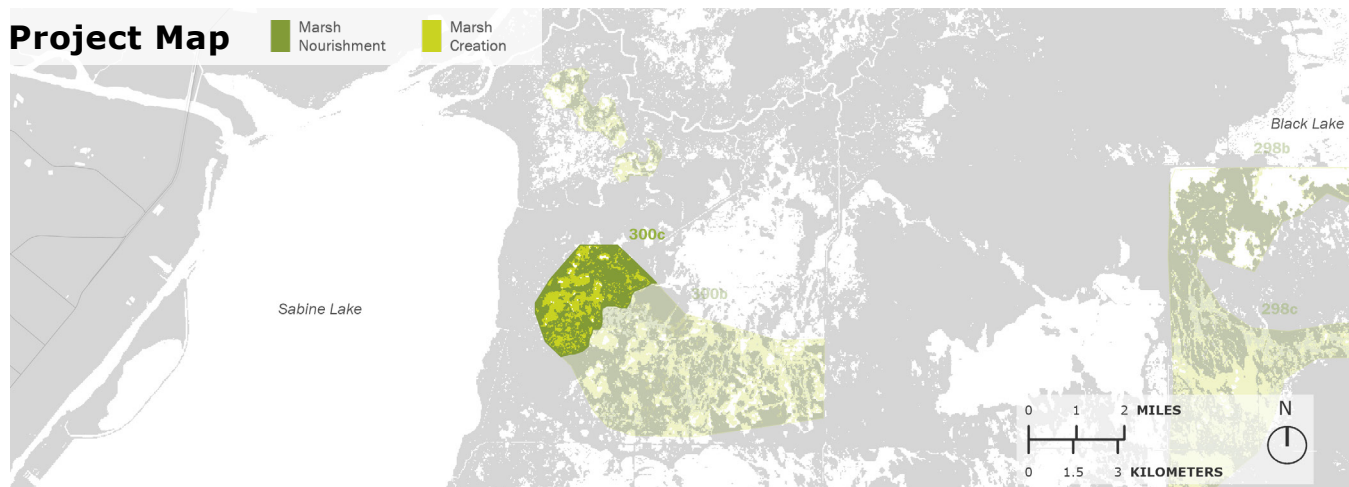 Project Map
Marsh
Nourishment
Marsh
Creation
Black Lake
298b
300c
300b
Sabine Lake
298c
0 1 2 MILES
0 1.5 3 KILOMETERS
N